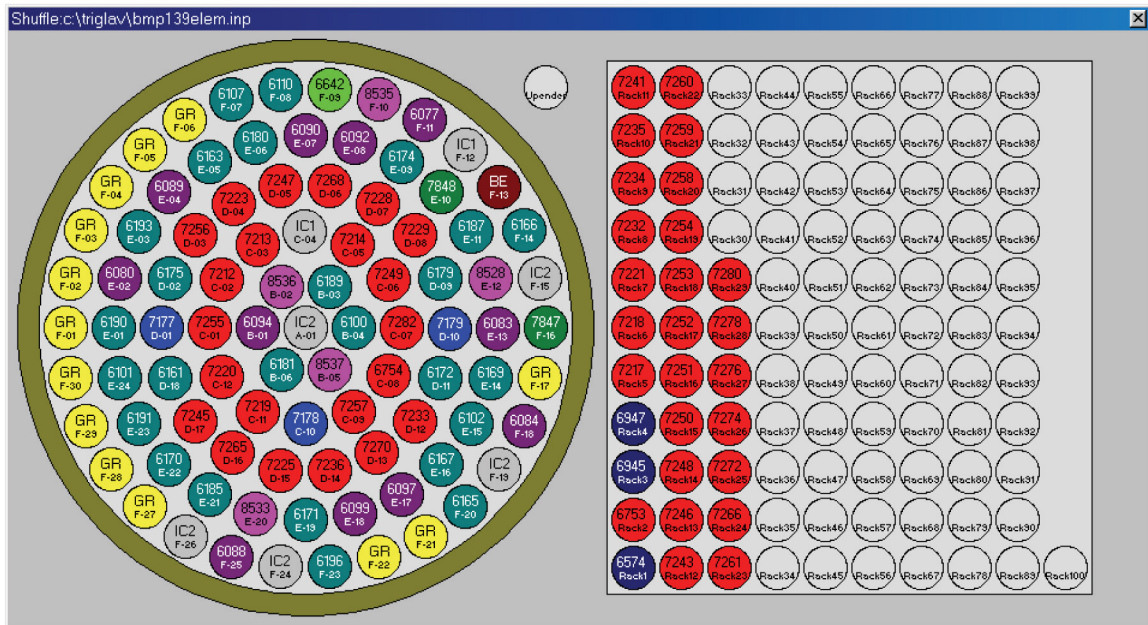 Shuffle:c:\triglav\bmp139elem.inp
6107 6110 6642 8535
F-07 F-08 F-09 F-10
GR 6180 6090 6092 6077
F-06 E-06 E-07 E-08 F-11
GR 6163 6174 IC1
F-05 E-05 E-09 F-12
GR 6089 7223 7247 7268 7228 7848 BE
F-04 E-04 D-04 D-05 D-06 D-07 E-10 F-13
GR 6193 7256 7213 IC1 7214 7229 6187 6166
F-03 E-03 D-03 C-03 C-04 C-05 D-08 E-11 F-14
GR 6080 6175 7212 8536 6189 7249 6179 8528 IC2
F-02 E-02 D-02 C-02 B-02 B-03 C-06 D-09 E-12 F-15
GR 6190 7177 7255 6094 IC2 6100 7282 7179 6083 7847
F-01 E-01 D-01 C-01 B-01 A-01 B-04 C-07 D-10 E-13 F-16
GR 6101 6161 7220 6181 8537 6754 6172 6169 GR
F-30 E-24 D-18 C-12 B-06 B-05 C-08 D-11 E-14 F-17
GR 6191 7245 7219 7178 7257 7233 6102 6084
F-29 E-23 D-17 C-11 C-10 C-09 D-12 E-15 F-18
GR 6170 7265 7225 7236 7270 6167 IC2
F-28 E-22 D-16 D-15 D-14 D-13 E-16 F-19
GR 6185 6097 6165
F-27 E-21 E-17 F-20
IC2 8533 6171 6099 GR
F-26 E-20 E-19 E-18 F-21
6088 IC2 6196 GR
F-25 F-24 F-23 F-22
Upender
7241 7260
Rack11 Rack22 Rack33 Rack44 Rack55 Rack66 Rack77 Rack88 Rack99
7235 7259
Rack10 Rack21 Rack32 Rack43 Rack54 Rack65 Rack76 Rack87 Rack98
7234 7258
Rack9 Rack20 Rack31 Rack42 Rack53 Rack64 Rack75 Rack86 Rack97
7232 7254
Rack8 Rack19 Rack30 Rack41 Rack52 Rack63 Rack74 Rack85 Rack96
7221 7253 7280
Rack7 Rack18 Rack29 Rack40 Rack51 Rack62 Rack73 Rack84 Rack95
7218 7252 7278
Rack6 Rack17 Rack28 Rack39 Rack50 Rack61 Rack72 Rack83 Rack94
7217 7251 7276
Rack5 Rack16 Rack27 Rack38 Rack49 Rack60 Rack71 Rack82 Rack93
6947 7250 7274
Rack4 Rack15 Rack26 Rack37 Rack48 Rack59 Rack70 Rack81 Rack92
6945 7248 7272
Rack3 Rack14 Rack25 Rack36 Rack47 Rack58 Rack69 Rack80 Rack91
6753 7246 7266
Rack2 Rack13 Rack24 Rack35 Rack46 Rack57 Rack68 Rack79 Rack90
6574 7243 7261
Rack1 Rack12 Rack23 Rack34 Rack45 Rack56 Rack67 Rack78 Rack89 Rack100